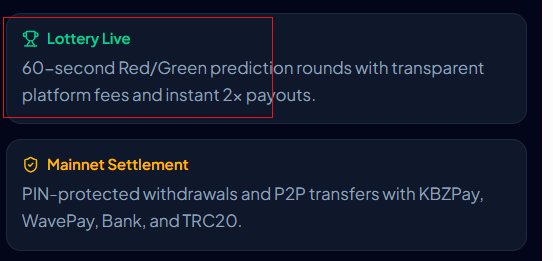 Lottery Live
60-second Red/Green prediction rounds with transparent
platform fees and instant 2× payouts.
Mainnet Settlement
PIN-protected withdrawals and P2P transfers with KBZPay,
WavePay, Bank, and TRC20.